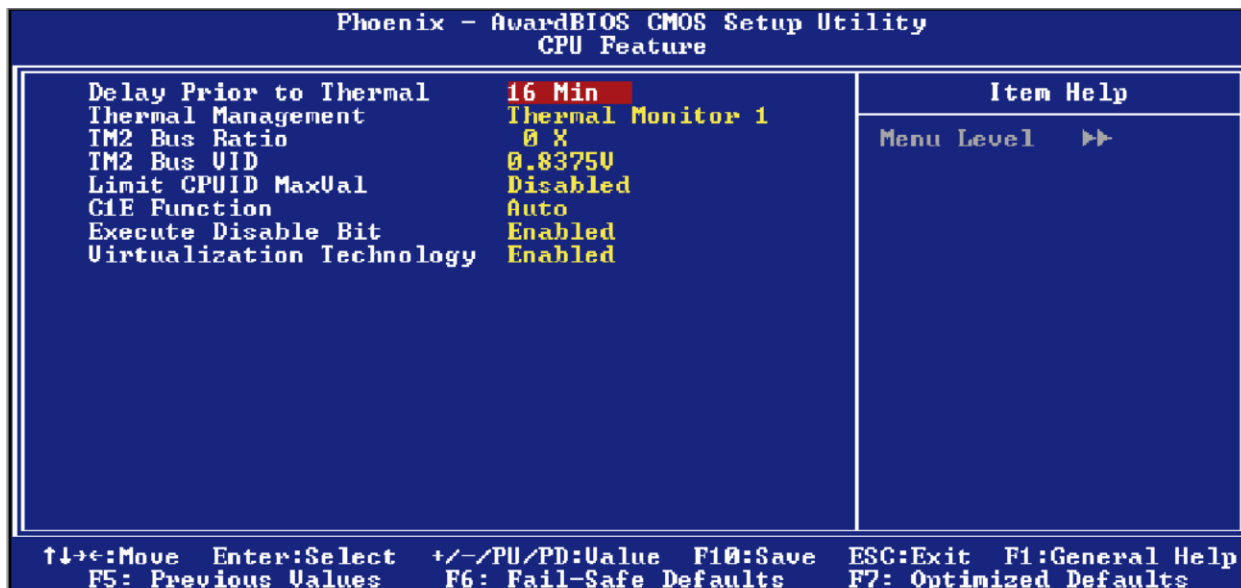 Phoenix - AwardBIOS CMOS Setup Utility
CPU Feature
Delay Prior to Thermal 16 Min
Thermal Management Thermal Monitor 1
TM2 Bus Ratio 0 X
TM2 Bus VID 0.8375V
Limit CPUID MaxVal Disabled
C1E Function Auto
Execute Disable Bit Enabled
Virtualization Technology Enabled
Item Help
Menu Level ▶▶
↑↓→←:Move Enter:Select +/-/PU/PD:Value F10:Save ESC:Exit F1:General Help
F5: Previous Values F6: Fail-Safe Defaults F7: Optimized Defaults